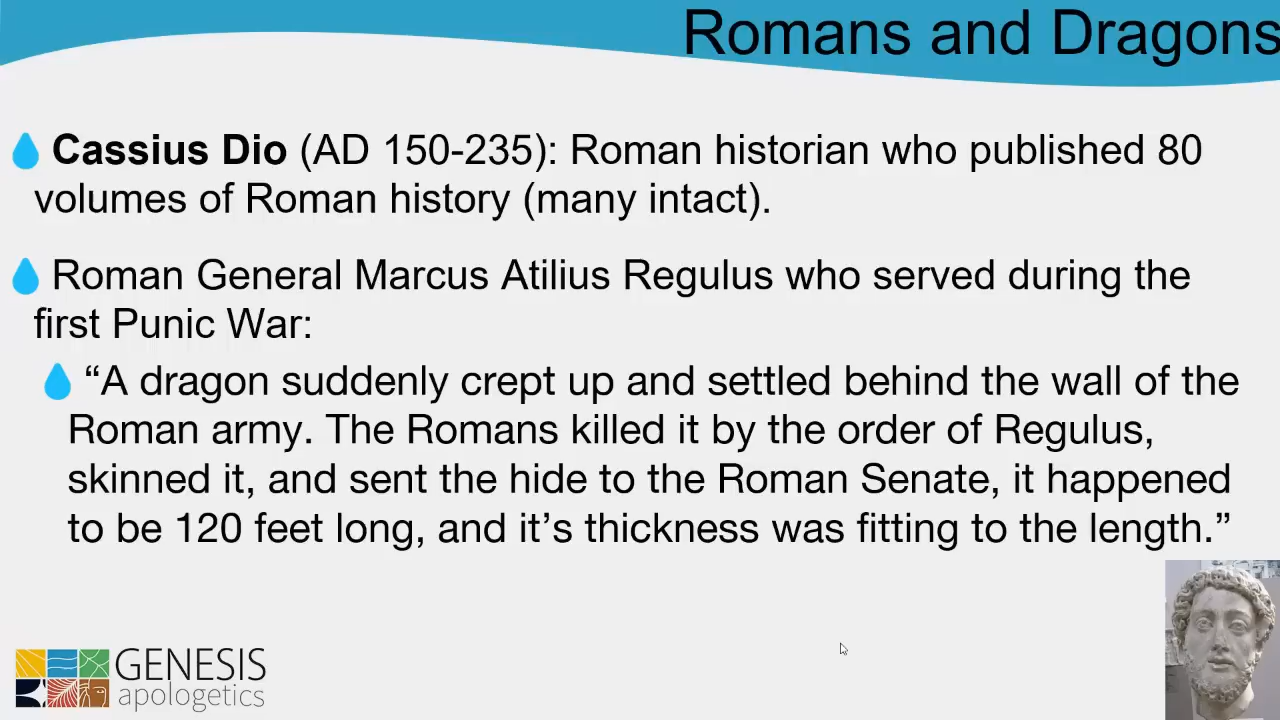 Romans and Dragons
Cassius Dio (AD 150-235): Roman historian who published 80
volumes of Roman history (many intact).
Roman General Marcus Atilius Regulus who served during the
first Punic War:
“A dragon suddenly crept up and settled behind the wall of the
Roman army. The Romans killed it by the order of Regulus,
skinned it, and sent the hide to the Roman Senate, it happened
to be 120 feet long, and it’s thickness was fitting to the length.”
GENESIS
apologetics